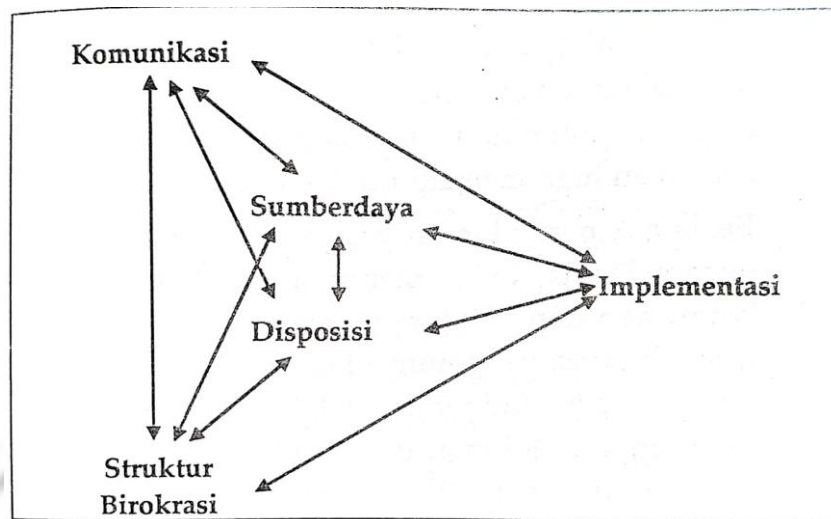 Komunikasi
Sumberdaya
Implementasi
Disposisi
Struktur
Birokrasi